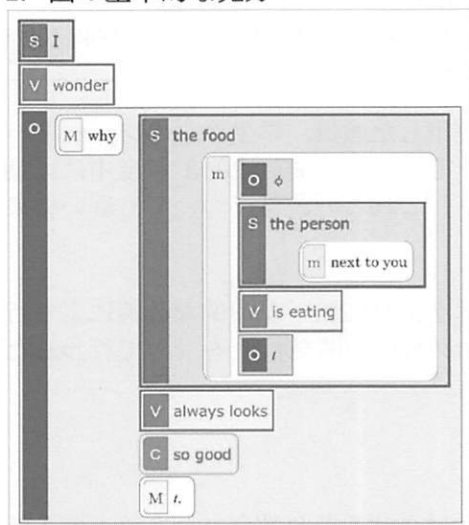 S I
V wonder
O M why S the food
m O φ
S the person
m next to you
V is eating
O t
V always looks
C so good
M t.